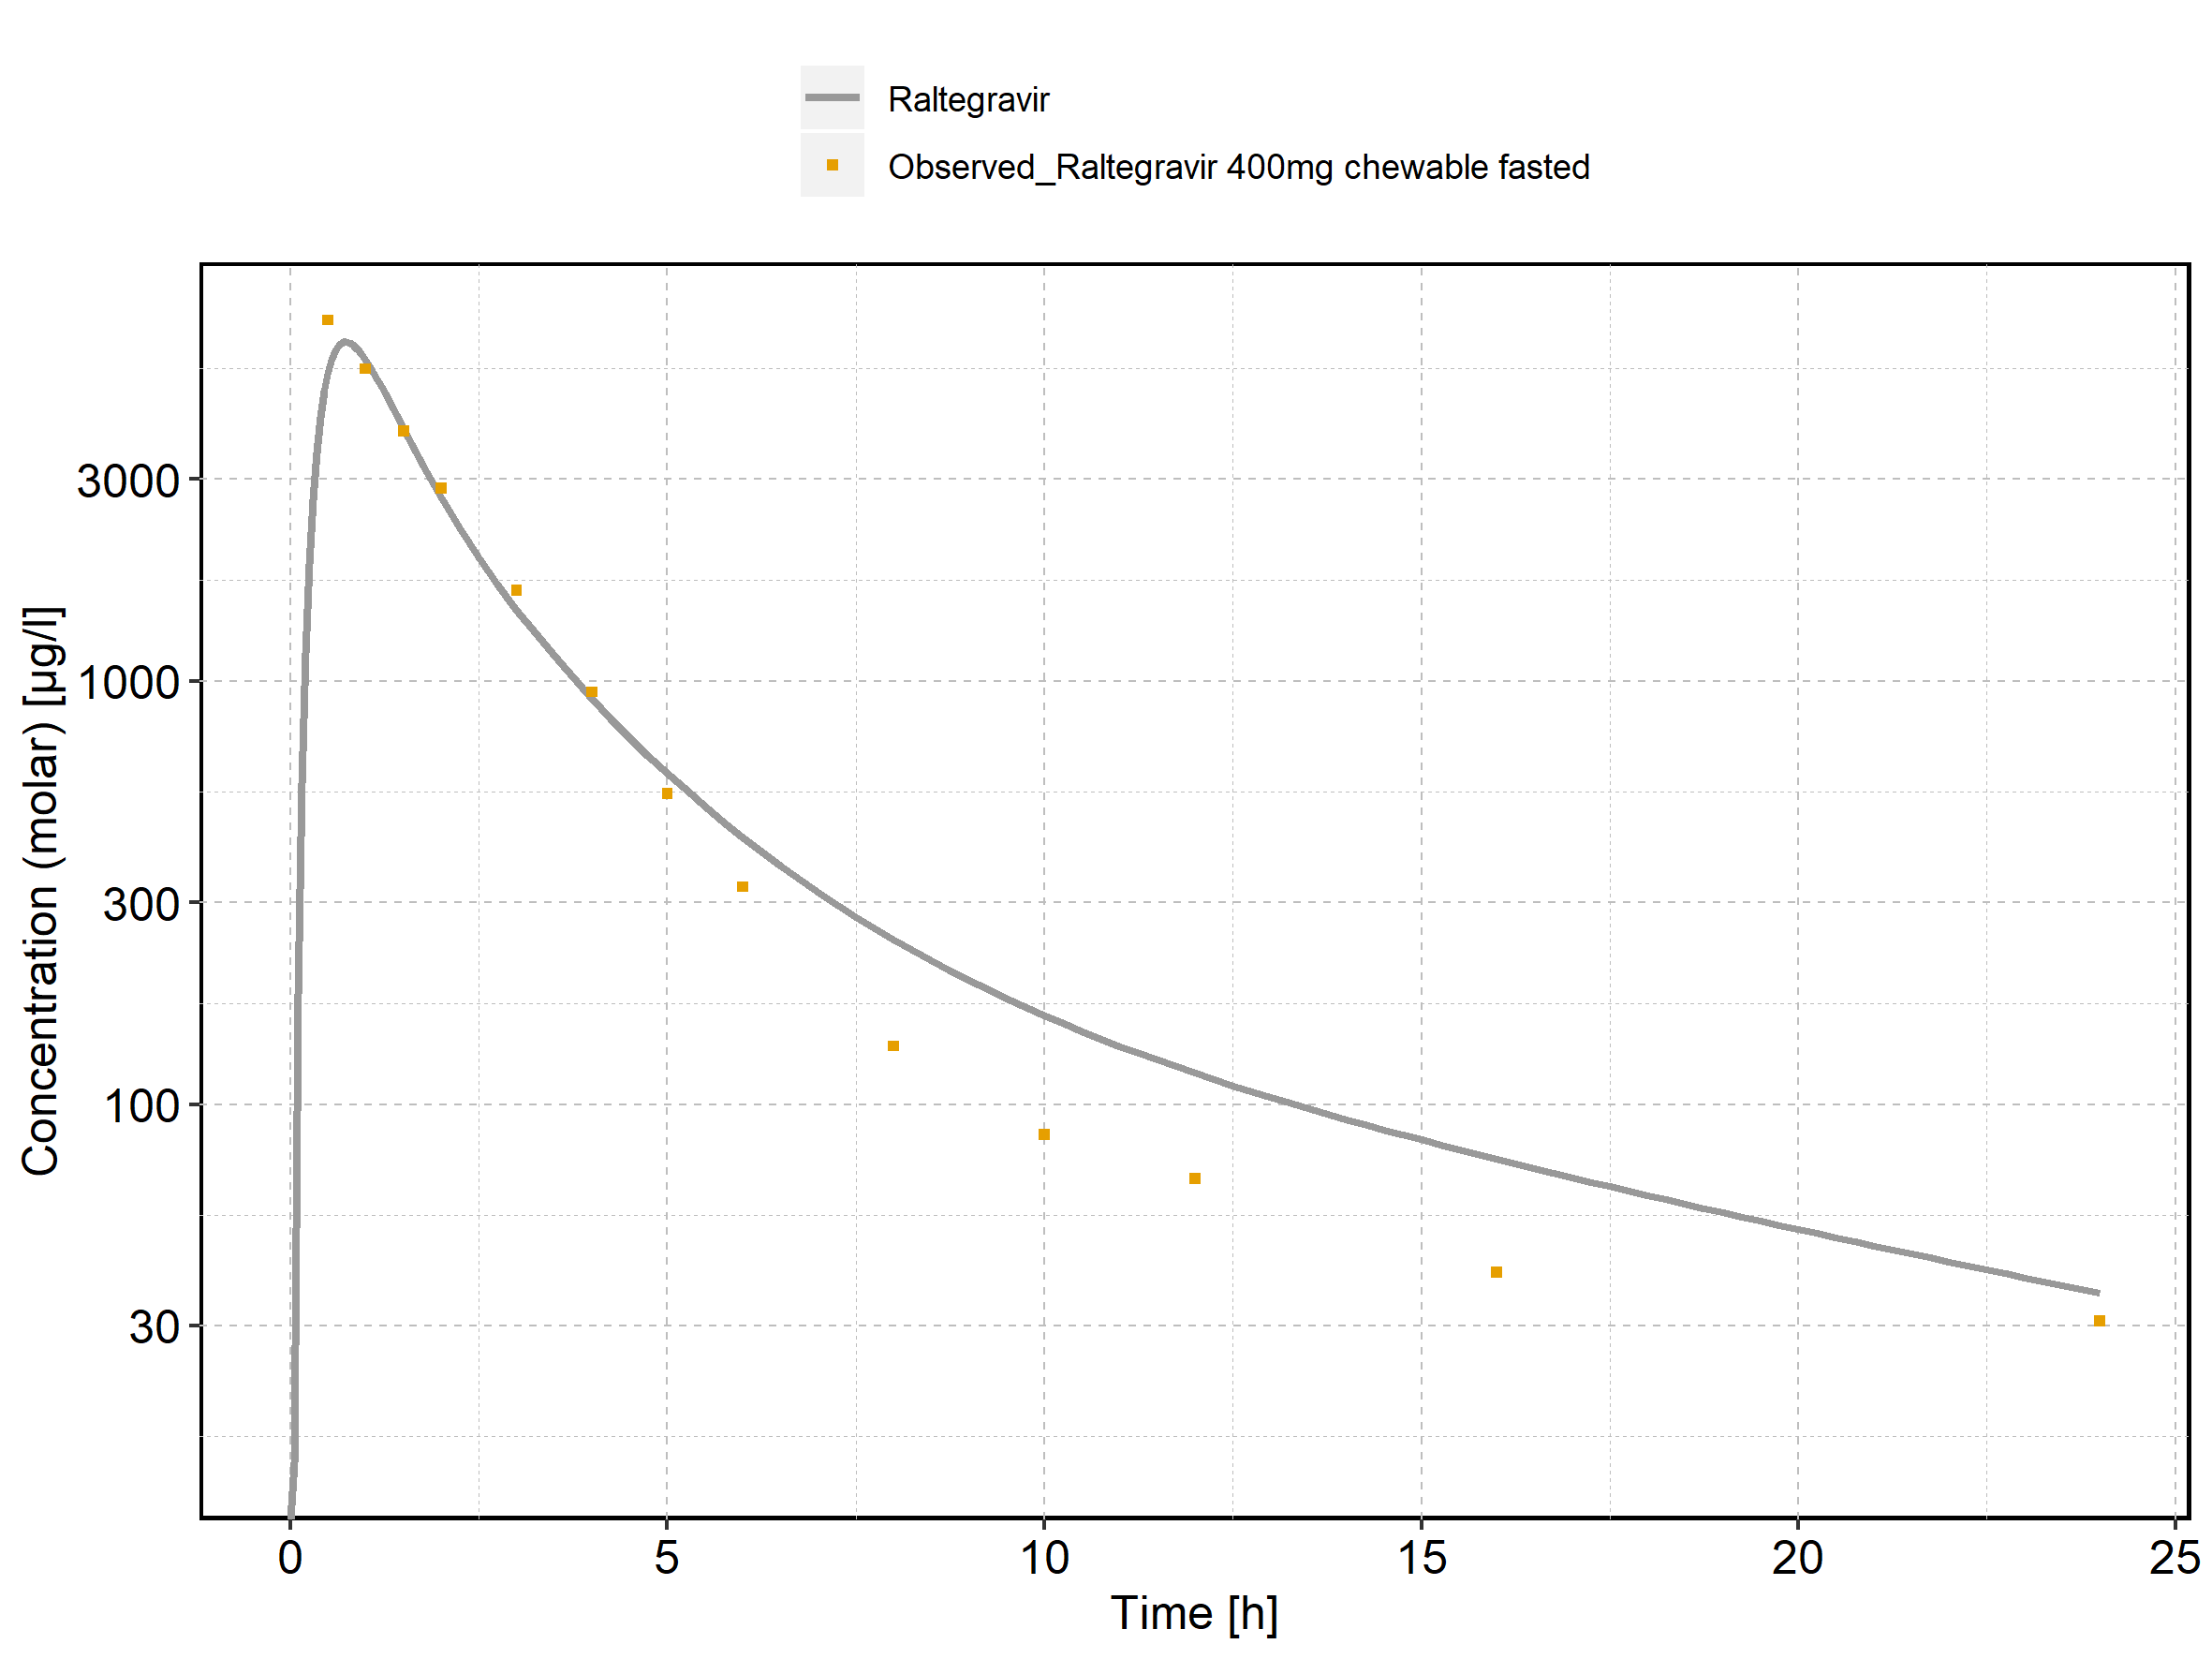 Raltegravir
Observed_Raltegravir 400mg chewable fasted
Concentration (molar) [µg/l]
3000
1000
300
100
30
0 5 10 15 20 25
Time [h]